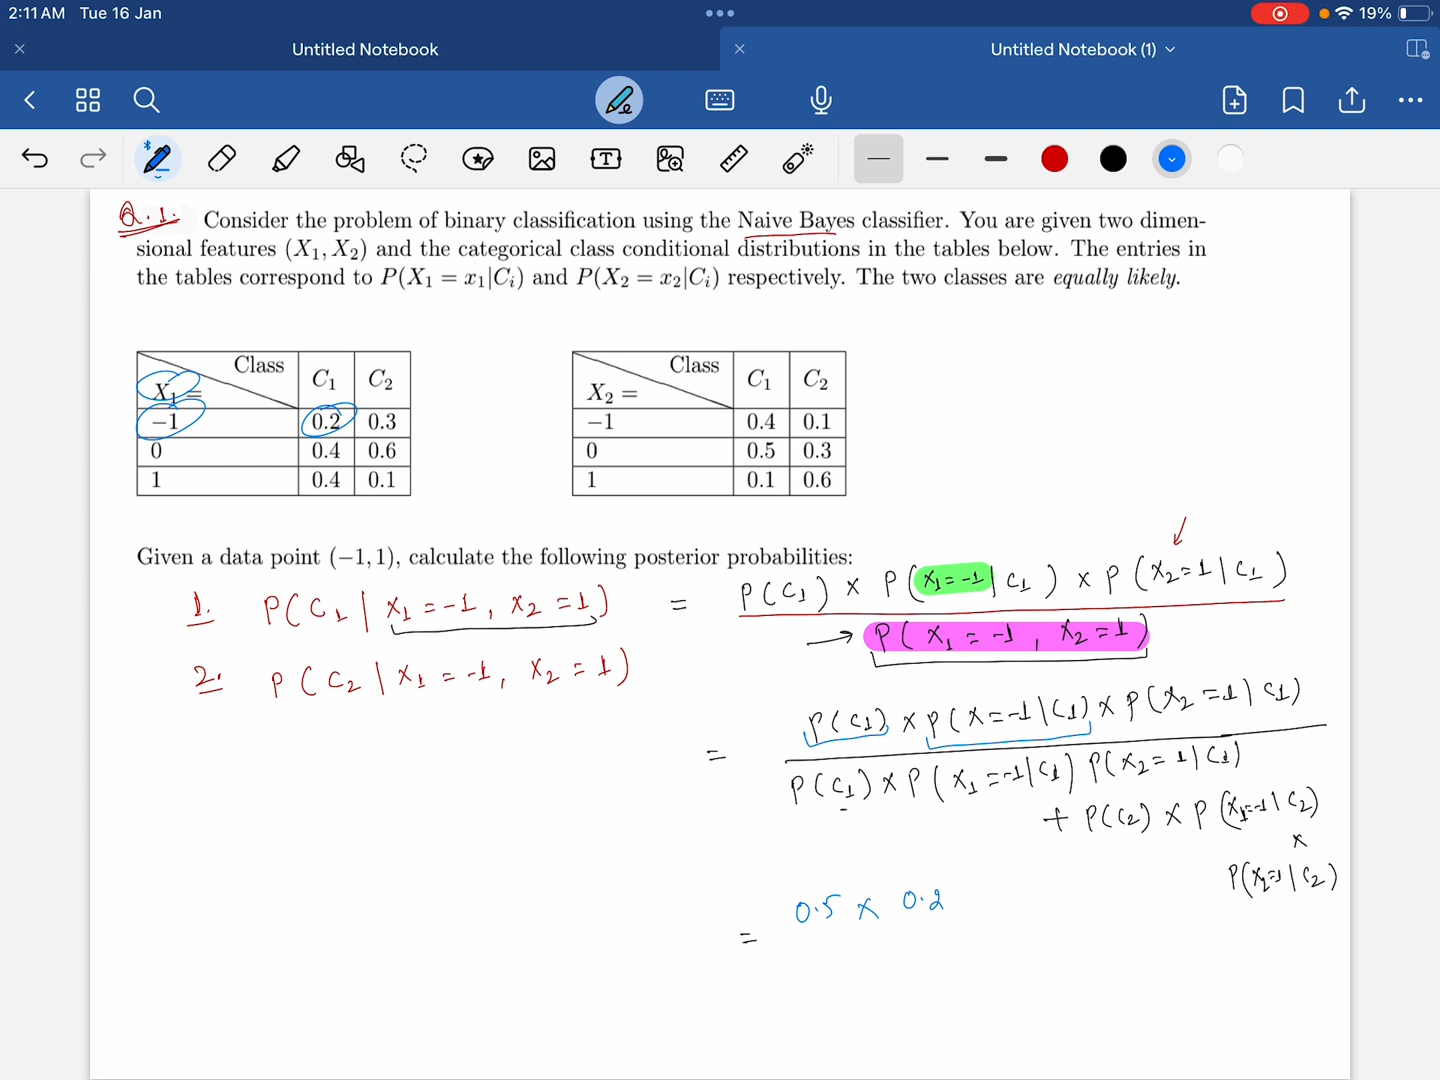 2:11 AM Tue 16 Jan
19%
Untitled Notebook
Untitled Notebook (1)
Q.1. Consider the problem of binary classification using the Naive Bayes classifier. You are given two dimen-
sional features (X₁, X₂) and the categorical class conditional distributions in the tables below. The entries in
the tables correspond to P(X₁ = x₁|Cᵢ) and P(X₂ = x₂|Cᵢ) respectively. The two classes are equally likely.
Class
X₁ =
C₁ C₂
−1 0.2 0.3
0 0.4 0.6
1 0.4 0.1
Class
X₂ =
C₁ C₂
−1 0.4 0.1
0 0.5 0.3
1 0.1 0.6
Given a data point (−1, 1), calculate the following posterior probabilities:
1. P(C₁ | X₁ = -1, X₂ = 1) = P(C₁) × P(X₁ = -1 | C₁) × P(X₂ = 1 | C₁)
→ P(X₁ = -1, X₂ = 1)
2. P(C₂ | X₁ = -1, X₂ = 1)
= P(C₁) × P(X = -1 | C₁) × P(X₂ = 1 | C₁)
P(C₁) × P(X₁ = -1 | C₁) P(X₂ = 1 | C₁)
+ P(C₂) × P(X₁ = -1 | C₂)
×
P(X₂ = 1 | C₂)
= 0.5 × 0.2